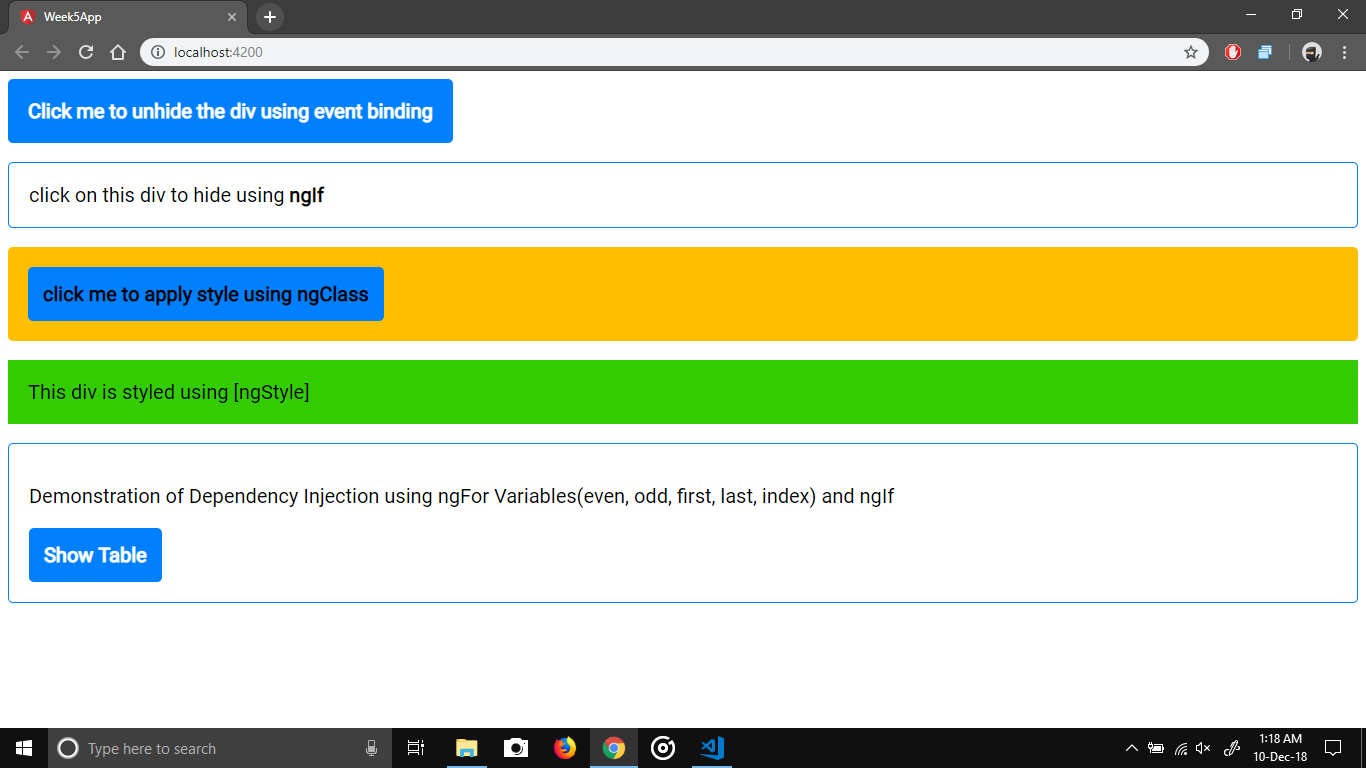 Week5App
localhost:4200
Click me to unhide the div using event binding
click on this div to hide using ngIf
click me to apply style using ngClass
This div is styled using [ngStyle]
Demonstration of Dependency Injection using ngFor Variables(even, odd, first, last, index) and ngIf
Show Table
Type here to search
1:18 AM
10-Dec-18